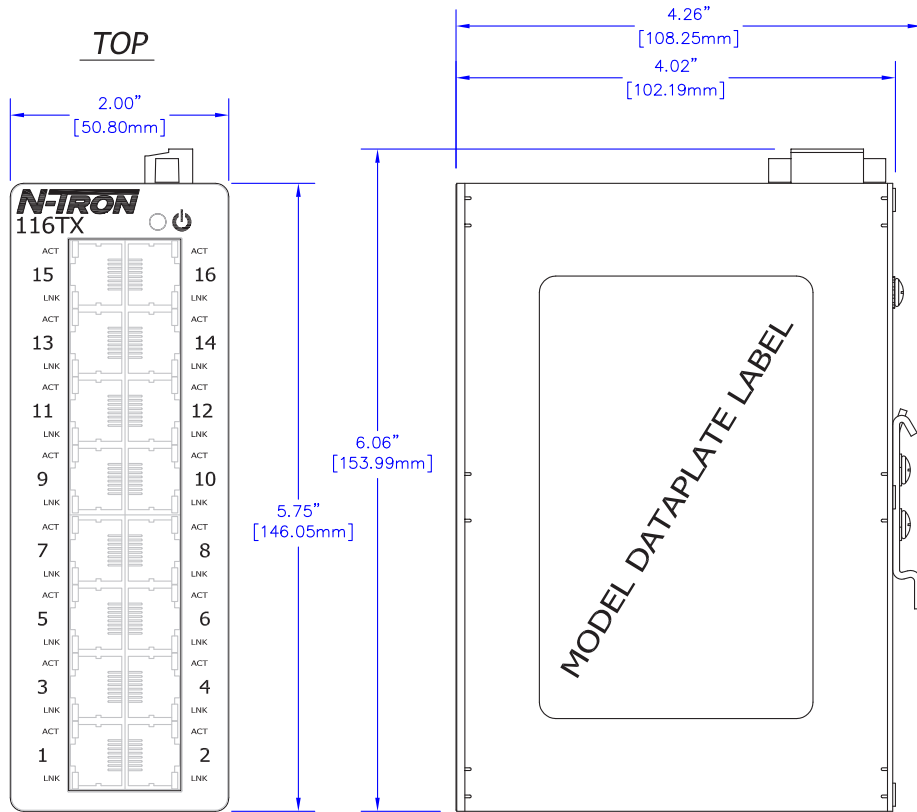 TOP
2.00”
[50.80mm]
4.26”
[108.25mm]
4.02”
[102.19mm]
N-TRON
116TX
ACT ACT
15 16
LNK LNK
ACT ACT
13 14
LNK LNK
ACT ACT
11 12
LNK LNK
ACT ACT
9 10
LNK LNK
ACT ACT
7 8
LNK LNK
ACT ACT
5 6
LNK LNK
ACT ACT
3 4
LNK LNK
ACT ACT
1 2
LNK LNK
5.75”
[146.05mm]
6.06”
[153.99mm]
MODEL DATAPLATE LABEL